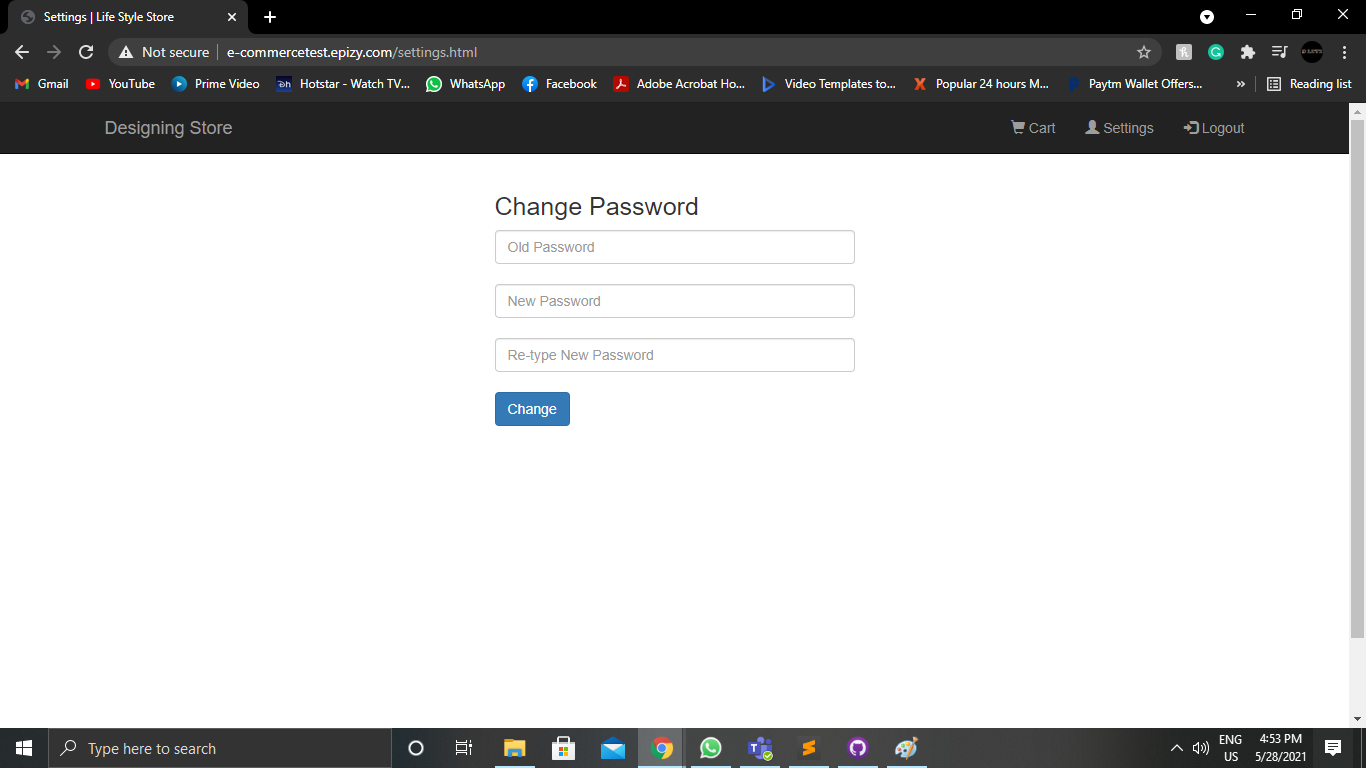 Settings | Life Style Store
Not secure e-commercetest.epizy.com/settings.html
Gmail YouTube Prime Video Hotstar - Watch TV... WhatsApp Facebook Adobe Acrobat Ho... Video Templates to... Popular 24 hours M... Paytm Wallet Offers... » Reading list
Designing Store Cart Settings Logout
Change Password
Old Password
New Password
Re-type New Password
Change
Type here to search
ENG
US
4:53 PM
5/28/2021